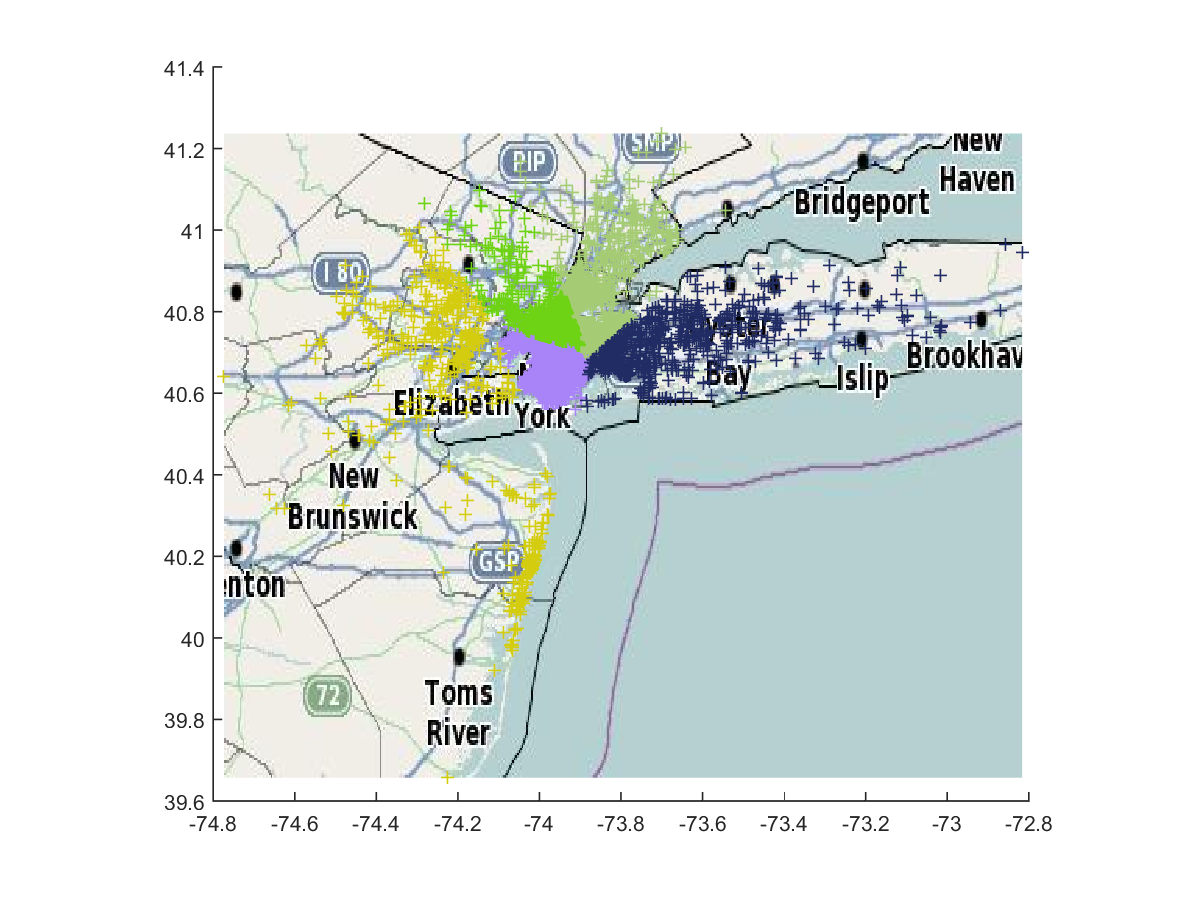 41.4
41.2
41
40.8
40.6
40.4
40.2
40
39.8
39.6
-74.8
-74.6
-74.4
-74.2
-74
-73.8
-73.6
-73.4
-73.2
-73
-72.8
PIP
SMP
New
Haven
Bridgeport
I 80
Bay
Islip
Brookhav
Elizabeth
York
New
Brunswick
GSP
enton
72
Toms
River